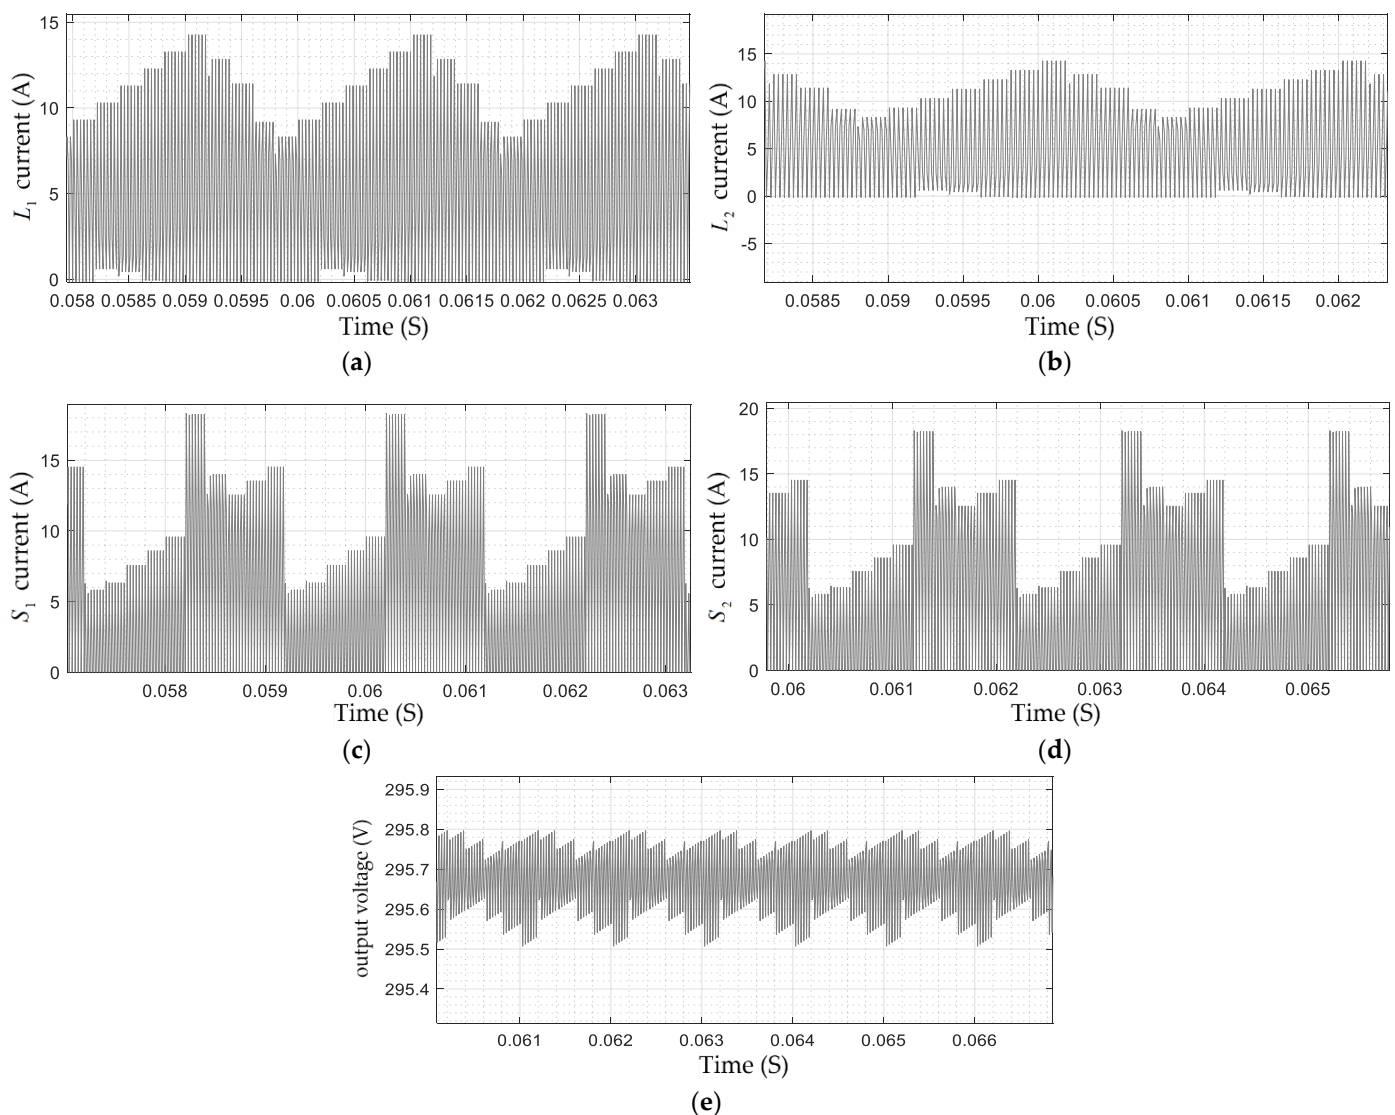 15
10
5
0
L1 current (A)
0.058 0.0585 0.059 0.0595 0.06 0.0605 0.061 0.0615 0.062 0.0625 0.063
Time (S)
(a)
15
10
5
0
-5
L2 current (A)
0.0585 0.059 0.0595 0.06 0.0605 0.061 0.0615 0.062
Time (S)
(b)
15
10
5
0
S1 current (A)
0.058 0.059 0.06 0.061 0.062 0.063
Time (S)
(c)
20
15
10
5
0
S2 current (A)
0.06 0.061 0.062 0.063 0.064 0.065
Time (S)
(d)
295.9
295.8
295.7
295.6
295.5
295.4
output voltage (V)
0.061 0.062 0.063 0.064 0.065 0.066
Time (S)
(e)